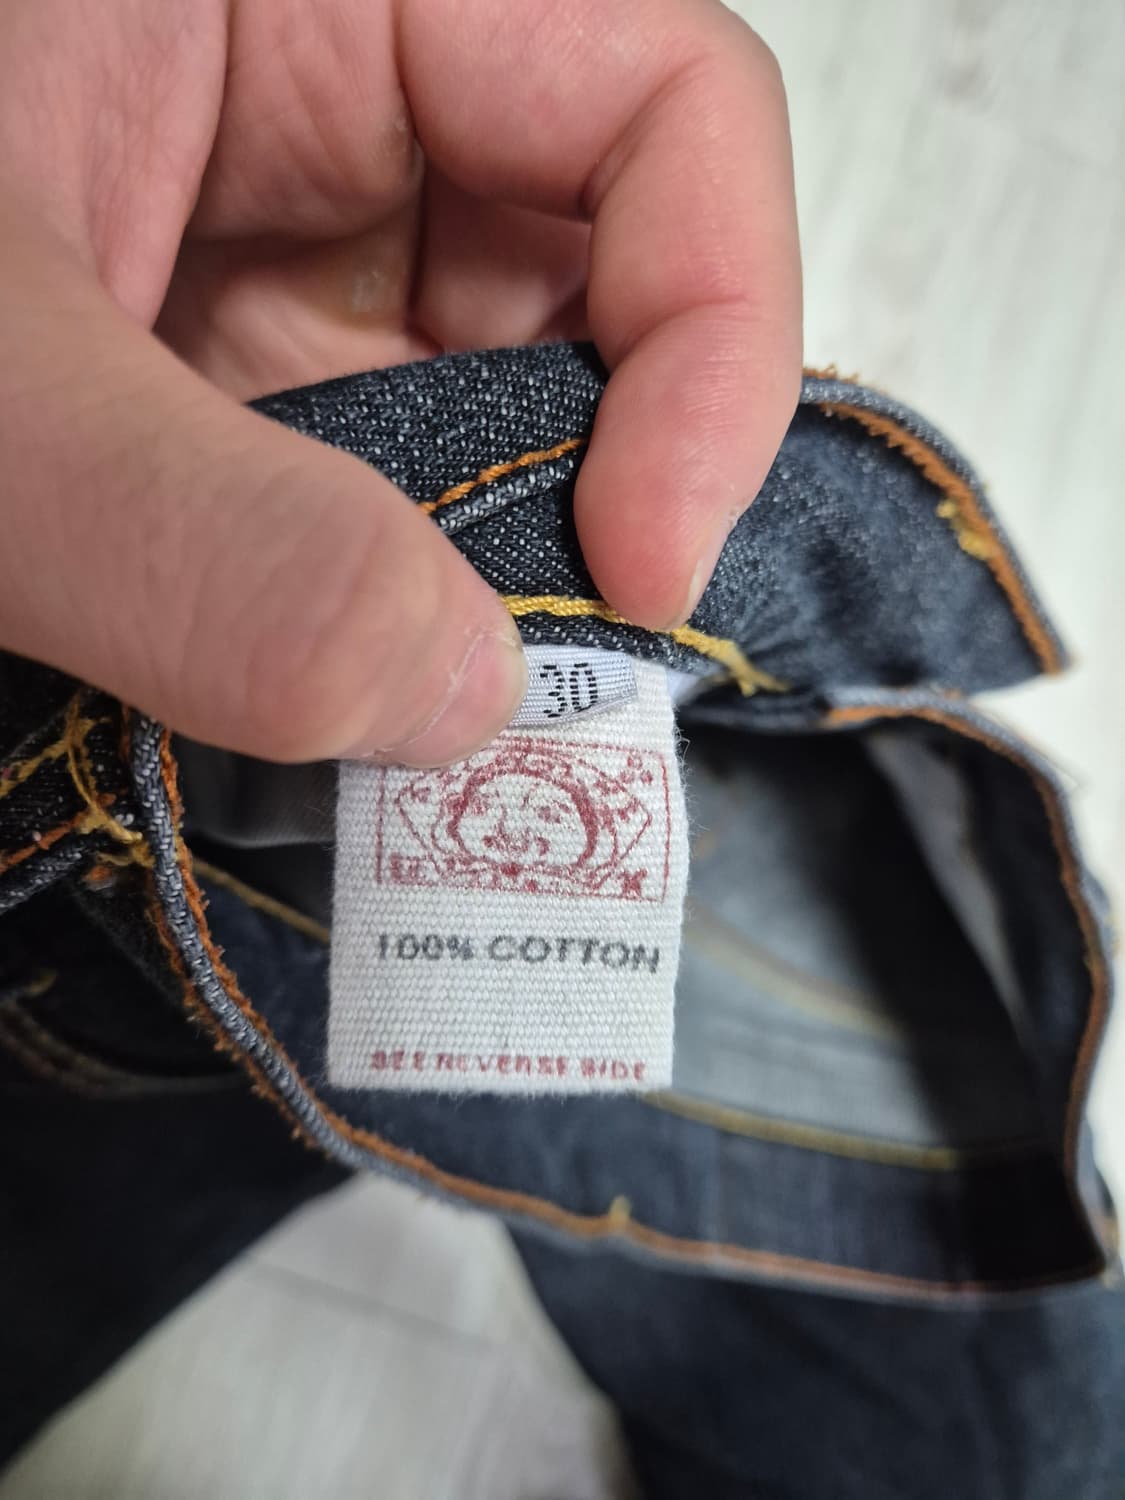 30
100% COTTON
SEE REVERSE SIDE